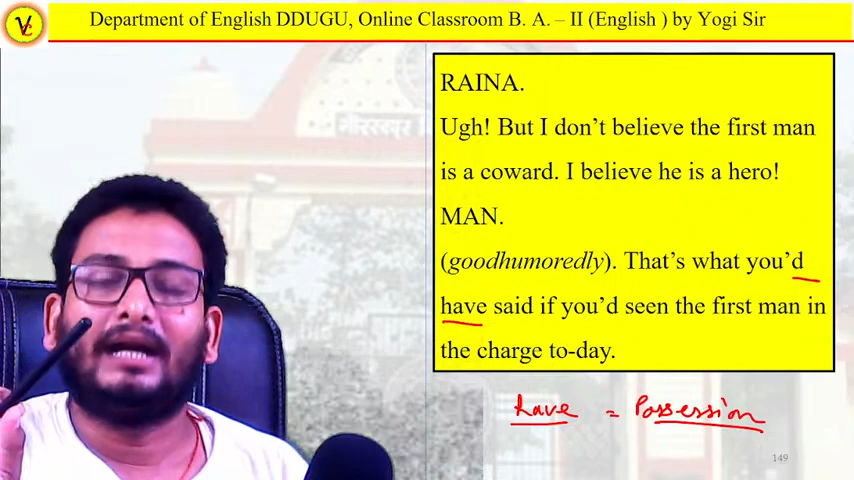 Department of English DDUGU, Online Classroom B. A. – II (English ) by Yogi Sir
RAINA.
Ugh! But I don’t believe the first man
is a coward. I believe he is a hero!
MAN.
(goodhumoredly). That’s what you’d
have said if you’d seen the first man in
the charge to-day.
have = Possession
149